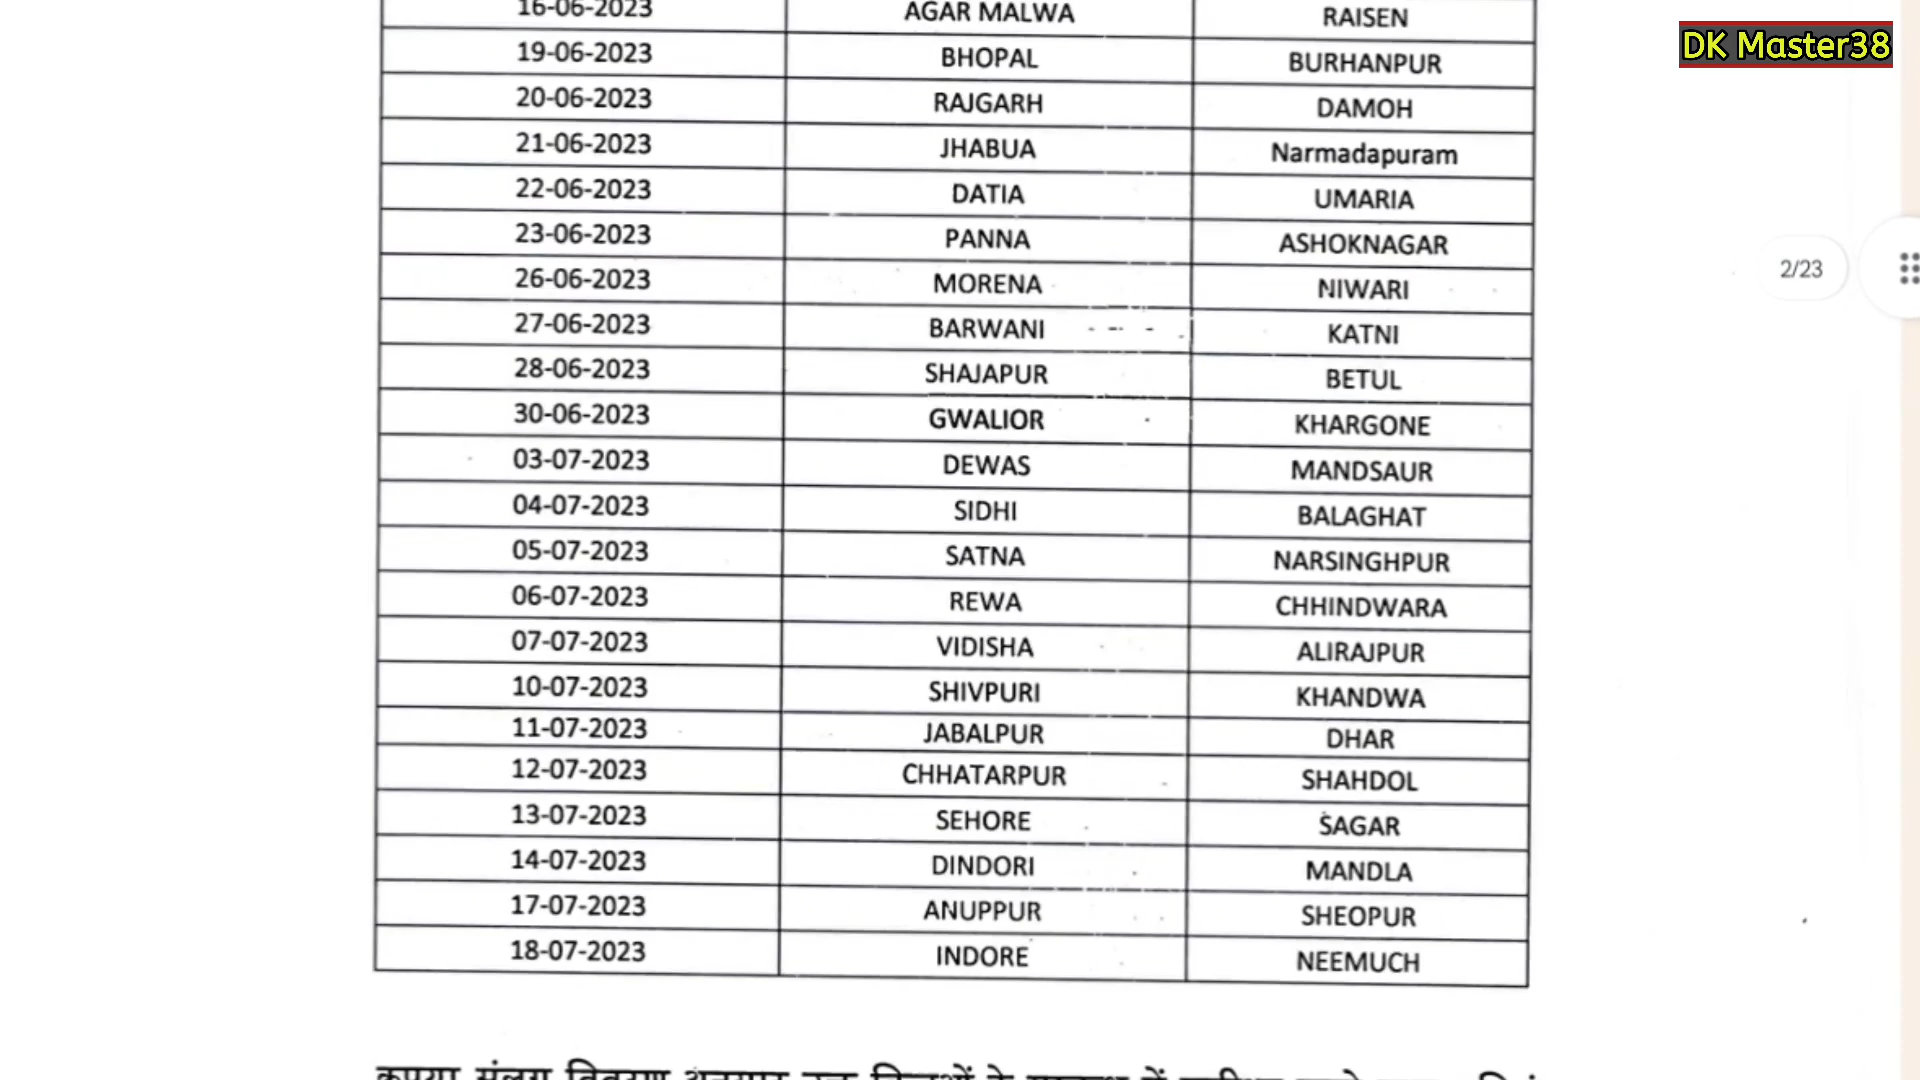 16-06-2023 AGAR MALWA RAISEN
DK Master38
19-06-2023 BHOPAL BURHANPUR
20-06-2023 RAJGARH DAMOH
21-06-2023 JHABUA Narmadapuram
22-06-2023 DATIA UMARIA
23-06-2023 PANNA ASHOKNAGAR
2/23
26-06-2023 MORENA NIWARI
27-06-2023 BARWANI KATNI
28-06-2023 SHAJAPUR BETUL
30-06-2023 GWALIOR KHARGONE
03-07-2023 DEWAS MANDSAUR
04-07-2023 SIDHI BALAGHAT
05-07-2023 SATNA NARSINGHPUR
06-07-2023 REWA CHHINDWARA
07-07-2023 VIDISHA ALIRAJPUR
10-07-2023 SHIVPURI KHANDWA
11-07-2023 JABALPUR DHAR
12-07-2023 CHHATARPUR SHAHDOL
13-07-2023 SEHORE SAGAR
14-07-2023 DINDORI MANDLA
17-07-2023 ANUPPUR SHEOPUR
18-07-2023 INDORE NEEMUCH